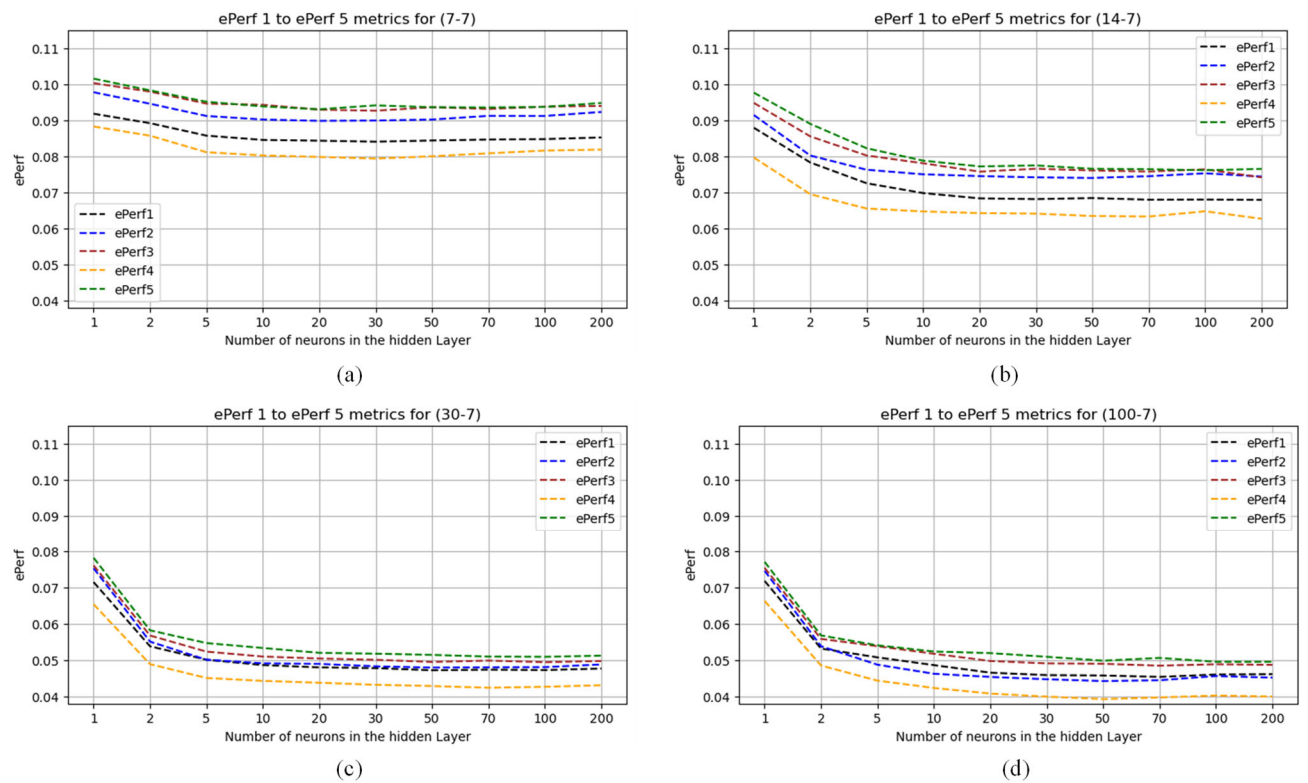 ePerf 1 to ePerf 5 metrics for (7-7)
0.11
0.10
0.09
0.08
0.07
0.06
0.05
0.04
ePerf
ePerf1
ePerf2
ePerf3
ePerf4
ePerf5
1 2 5 10 20 30 50 70 100 200
Number of neurons in the hidden Layer
(a)
ePerf 1 to ePerf 5 metrics for (14-7)
0.11
0.10
0.09
0.08
0.07
0.06
0.05
0.04
ePerf
ePerf1
ePerf2
ePerf3
ePerf4
ePerf5
1 2 5 10 20 30 50 70 100 200
Number of neurons in the hidden Layer
(b)
ePerf 1 to ePerf 5 metrics for (30-7)
0.11
0.10
0.09
0.08
0.07
0.06
0.05
0.04
ePerf
ePerf1
ePerf2
ePerf3
ePerf4
ePerf5
1 2 5 10 20 30 50 70 100 200
Number of neurons in the hidden Layer
(c)
ePerf 1 to ePerf 5 metrics for (100-7)
0.11
0.10
0.09
0.08
0.07
0.06
0.05
0.04
ePerf
ePerf1
ePerf2
ePerf3
ePerf4
ePerf5
1 2 5 10 20 30 50 70 100 200
Number of neurons in the hidden Layer
(d)